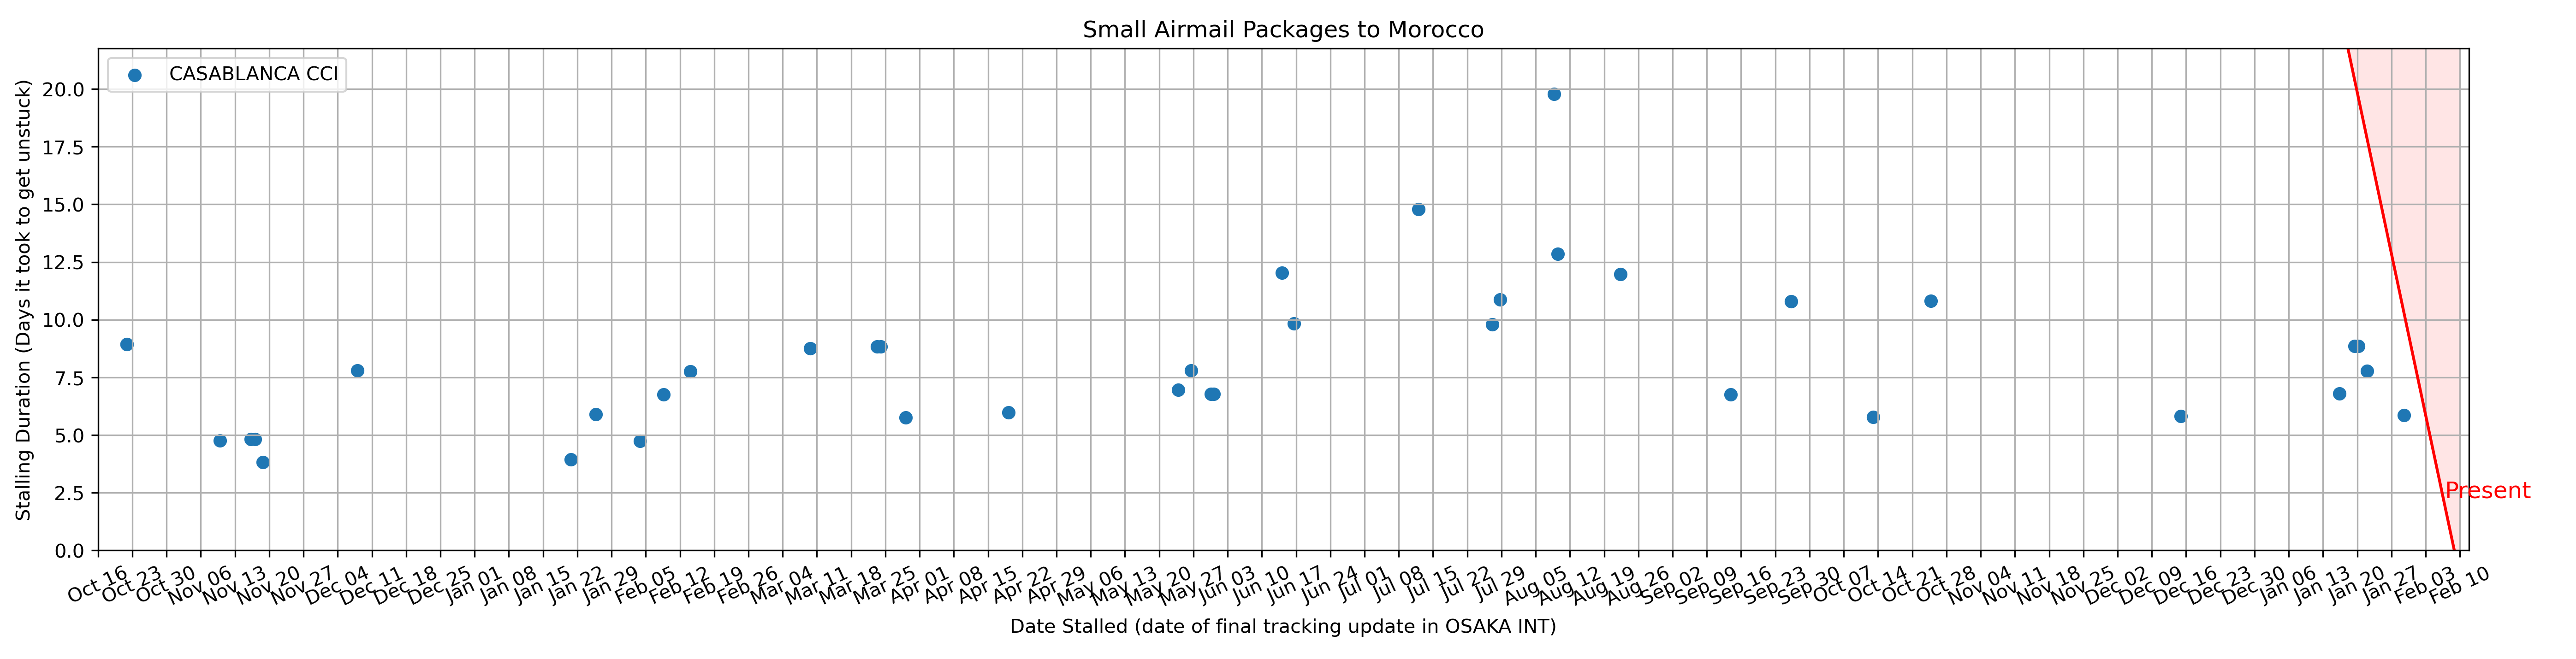 Small Airmail Packages to Morocco
CASABLANCA CCI
Stalling Duration (Days it took to get unstuck)
20.0
17.5
15.0
12.5
10.0
7.5
5.0
2.5
0.0
Present
Oct 16
Oct 23
Oct 30
Nov 06
Nov 13
Nov 20
Nov 27
Dec 04
Dec 11
Dec 18
Dec 25
Jan 01
Jan 08
Jan 15
Jan 22
Jan 29
Feb 05
Feb 12
Feb 19
Feb 26
Mar 04
Mar 11
Mar 18
Mar 25
Apr 01
Apr 08
Apr 15
Apr 22
Apr 29
May 06
May 13
May 20
May 27
Jun 03
Jun 10
Jun 17
Jun 24
Jul 01
Jul 08
Jul 15
Jul 22
Jul 29
Aug 05
Aug 12
Aug 19
Aug 26
Sep 02
Sep 09
Sep 16
Sep 23
Sep 30
Oct 07
Oct 14
Oct 21
Oct 28
Nov 04
Nov 11
Nov 18
Nov 25
Dec 02
Dec 09
Dec 16
Dec 23
Dec 30
Jan 06
Jan 13
Jan 20
Jan 27
Feb 03
Feb 10
Date Stalled (date of final tracking update in OSAKA INT)